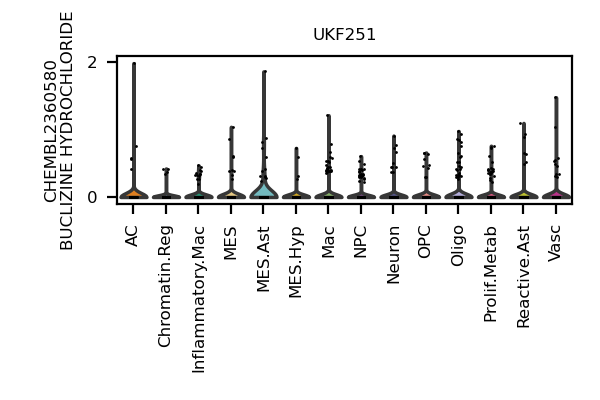 UKF251
CHEMBL2360580
BUCLIZINE HYDROCHLORIDE
2
0
AC
Chromatin.Reg
Inflammatory.Mac
MES
MES.Ast
MES.Hyp
Mac
NPC
Neuron
OPC
Oligo
Prolif.Metab
Reactive.Ast
Vasc